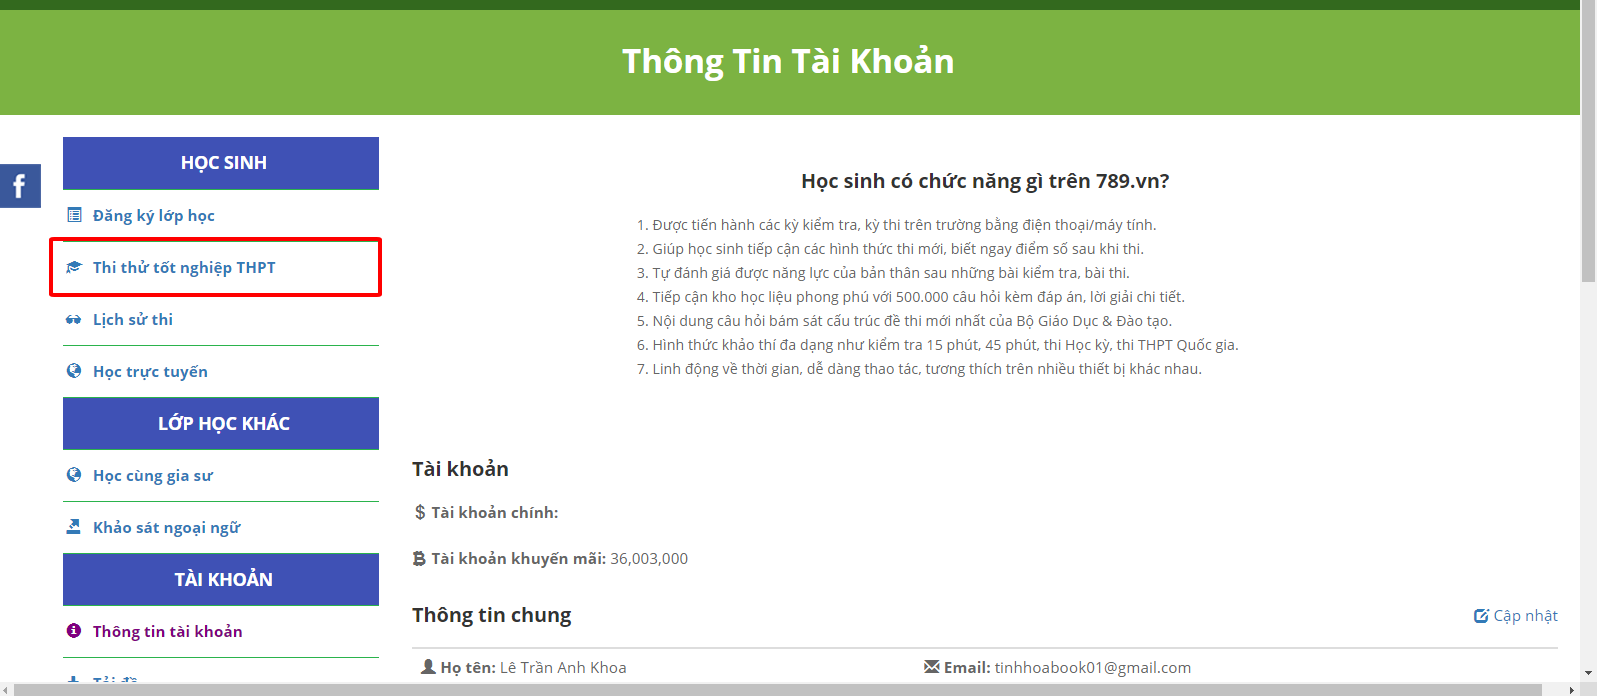 Thông Tin Tài Khoản
HỌC SINH
Đăng ký lớp học
Thi thử tốt nghiệp THPT
Lịch sử thi
Học trực tuyến
LỚP HỌC KHÁC
Học cùng gia sư
Khảo sát ngoại ngữ
TÀI KHOẢN
Thông tin tài khoản
Tải đề
Học sinh có chức năng gì trên 789.vn?
1. Được tiến hành các kỳ kiểm tra, kỳ thi trên trường bằng điện thoại/máy tính.
2. Giúp học sinh tiếp cận các hình thức thi mới, biết ngay điểm số sau khi thi.
3. Tự đánh giá được năng lực của bản thân sau những bài kiểm tra, bài thi.
4. Tiếp cận kho học liệu phong phú với 500.000 câu hỏi kèm đáp án, lời giải chi tiết.
5. Nội dung câu hỏi bám sát cấu trúc đề thi mới nhất của Bộ Giáo Dục & Đào tạo.
6. Hình thức khảo thí đa dạng như kiểm tra 15 phút, 45 phút, thi Học kỳ, thi THPT Quốc gia.
7. Linh động về thời gian, dễ dàng thao tác, tương thích trên nhiều thiết bị khác nhau.
Tài khoản
$ Tài khoản chính:
Tài khoản khuyến mãi: 36,003,000
Thông tin chung
Cập nhật
Họ tên: Lê Trần Anh Khoa
Email: tinhhoabook01@gmail.com